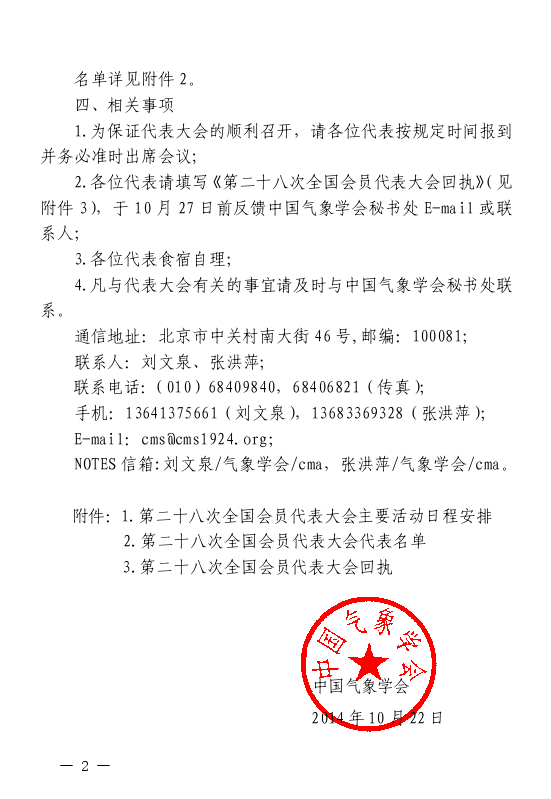 名单详见附件2。
四、相关事项
1.为保证代表大会的顺利召开，请各位代表按规定时间报到
并务必准时出席会议；
2.各位代表请填写《第二十八次全国会员代表大会回执》（见
附件3），于10月27日前反馈中国气象学会秘书处E-mail或联
系人；
3.各位代表食宿自理；
4.凡与代表大会有关的事宜请及时与中国气象学会秘书处联
系。
通信地址：北京市中关村南大街46号,邮编：100081；
联系人：刘文泉、张洪萍；
联系电话：（010）68409840，68406821（传真）；
手机：13641375661（刘文泉），13683369328（张洪萍）；
E-mail：cms@cms1924.org；
NOTES信箱:刘文泉/气象学会/cma，张洪萍/气象学会/cma。
附件：1.第二十八次全国会员代表大会主要活动日程安排
2.第二十八次全国会员代表大会代表名单
3.第二十八次全国会员代表大会回执
中国气象学会
中国气象学会
2014年10月22日
— 2 —